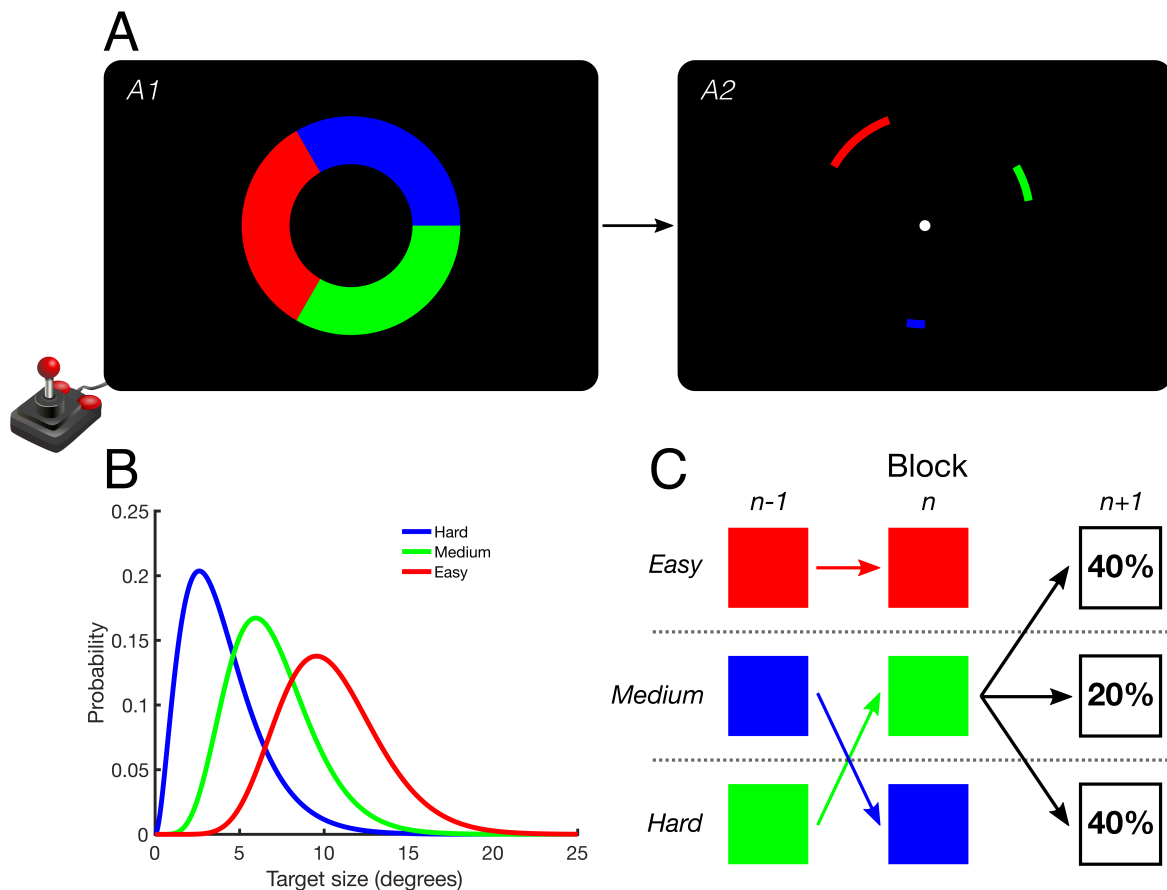 A
A1
A2
B
0.25
0.2
0.15
0.1
0.05
0
Probability
Hard
Medium
Easy
0
5
10
15
20
25
Target size (degrees)
C
Block
n-1
n
n+1
Easy
40%
Medium
20%
Hard
40%